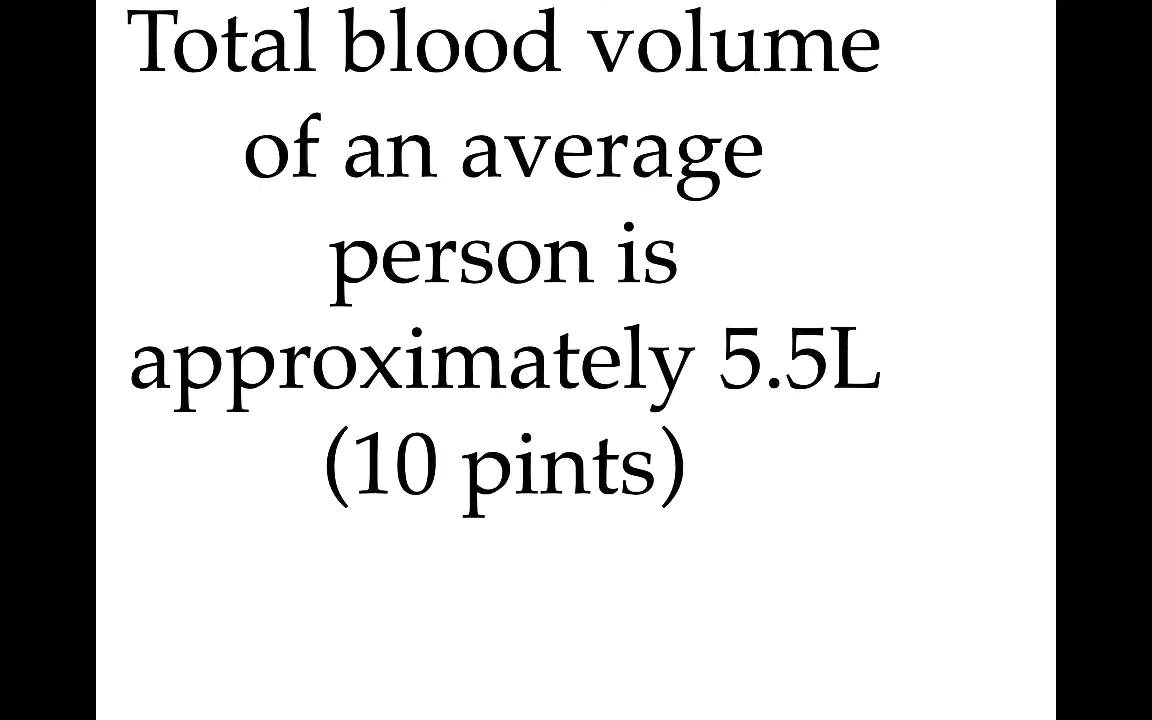 Total blood volume
of an average
person is
approximately 5.5L
(10 pints)